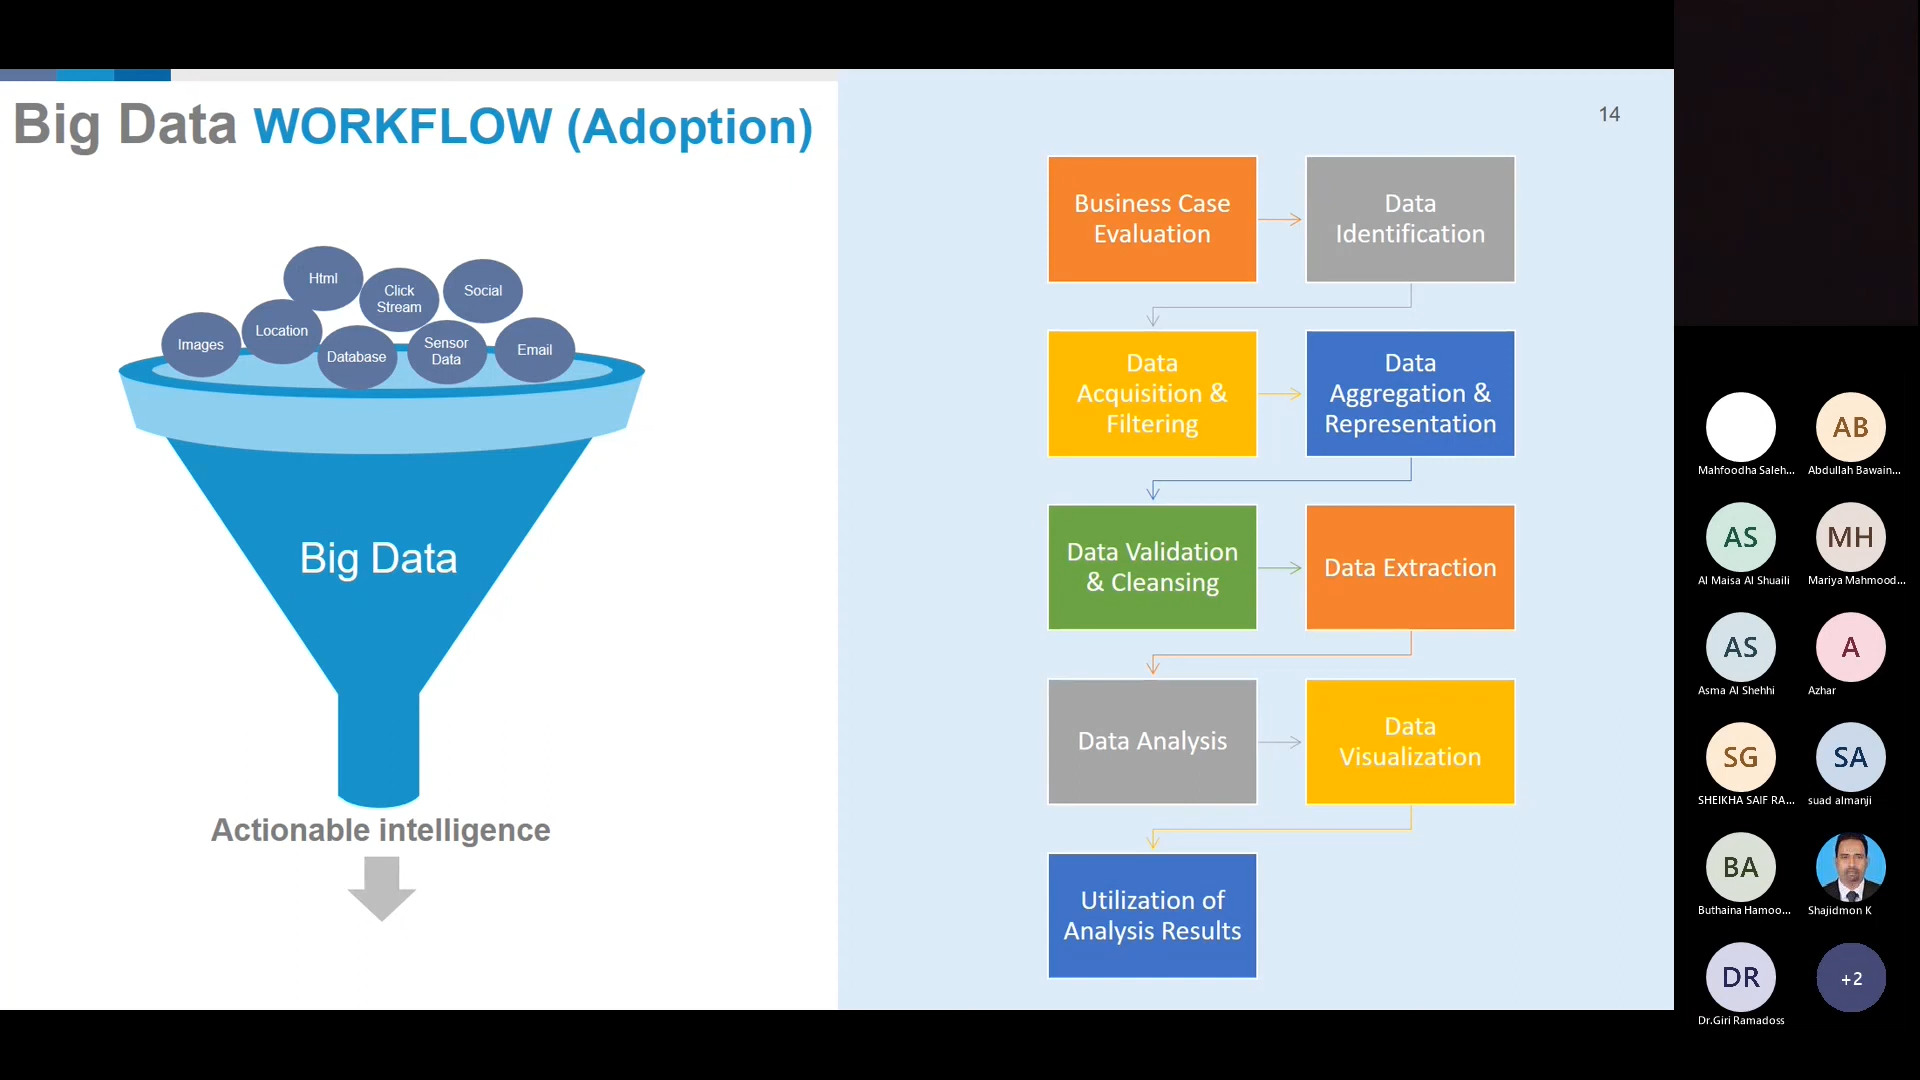 Big Data WORKFLOW (Adoption)
14
Html
Click
Stream
Social
Images
Location
Database
Sensor
Data
Email
Big Data
Actionable intelligence
Business Case
Evaluation
Data
Identification
Data
Acquisition &
Filtering
Data
Aggregation &
Representation
Data Validation
& Cleansing
Data Extraction
Data Analysis
Data
Visualization
Utilization of
Analysis Results
Mahfoodha Saleh...
AB
Abdullah Bawain...
AS
Al Maisa Al Shuaili
MH
Mariya Mahmood...
AS
Asma Al Shehhi
A
Azhar
SG
SHEIKHA SAIF RA...
SA
suad almanji
BA
Buthaina Hamoo...
Shajidmon K
DR
Dr.Giri Ramadoss
+2